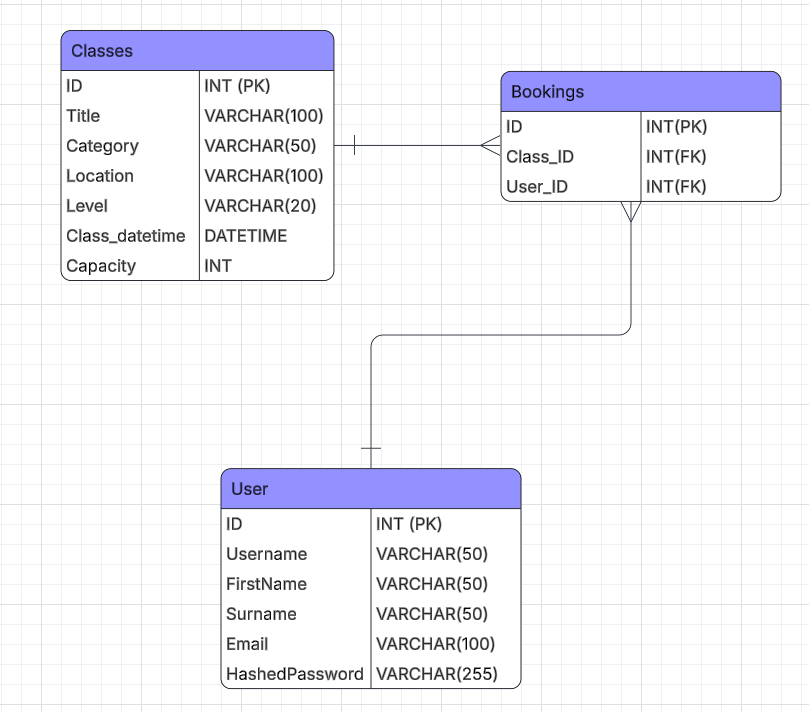 Classes
ID INT (PK)
Title VARCHAR(100)
Category VARCHAR(50)
Location VARCHAR(100)
Level VARCHAR(20)
Class_datetime DATETIME
Capacity INT
Bookings
ID INT(PK)
Class_ID INT(FK)
User_ID INT(FK)
User
ID INT (PK)
Username VARCHAR(50)
FirstName VARCHAR(50)
Surname VARCHAR(50)
Email VARCHAR(100)
HashedPassword VARCHAR(255)